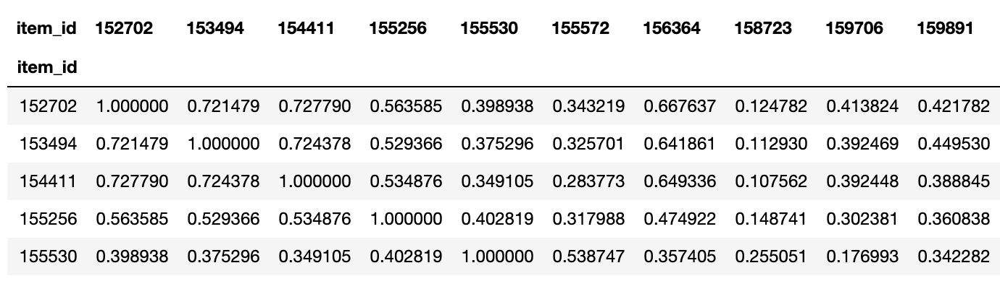 item_id 152702 153494 154411 155256 155530 155572 156364 158723 159706 159891
item_id
152702 1.000000 0.721479 0.727790 0.563585 0.398938 0.343219 0.667637 0.124782 0.413824 0.421782
153494 0.721479 1.000000 0.724378 0.529366 0.375296 0.325701 0.641861 0.112930 0.392469 0.449530
154411 0.727790 0.724378 1.000000 0.534876 0.349105 0.283773 0.649336 0.107562 0.392448 0.388845
155256 0.563585 0.529366 0.534876 1.000000 0.402819 0.317988 0.474922 0.148741 0.302381 0.360838
155530 0.398938 0.375296 0.349105 0.402819 1.000000 0.538747 0.357405 0.255051 0.176993 0.342282